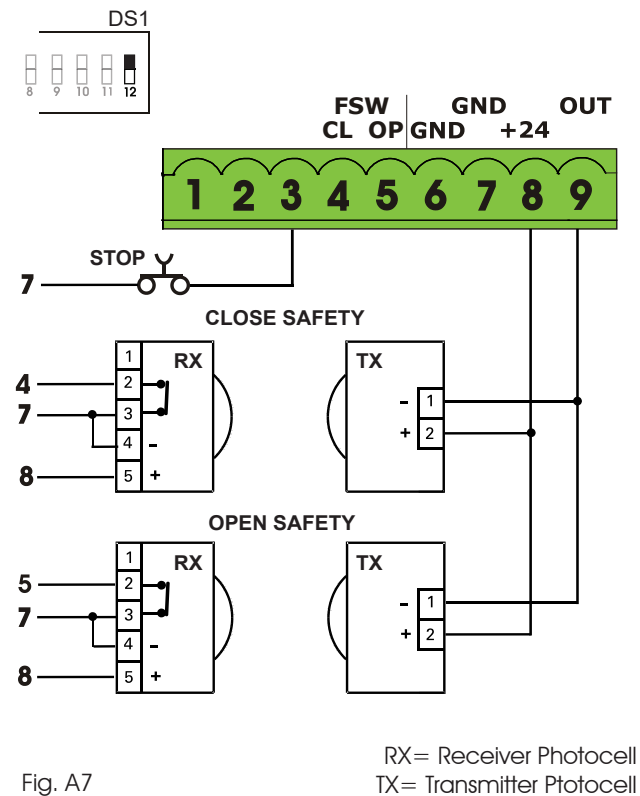 DS1
8 9 10 11 12
FSW GND OUT
CL OP GND +24
1 2 3 4 5 6 7 8 9
STOP
7
CLOSE SAFETY
1 RX TX
4 2 - 1
7 3 + 2
4 -
8 5 +
OPEN SAFETY
1 RX TX
5 2 - 1
7 3 + 2
4 -
8 5 +
RX= Receiver Photocell
Fig. A7 TX= Transmitter Ptotocell